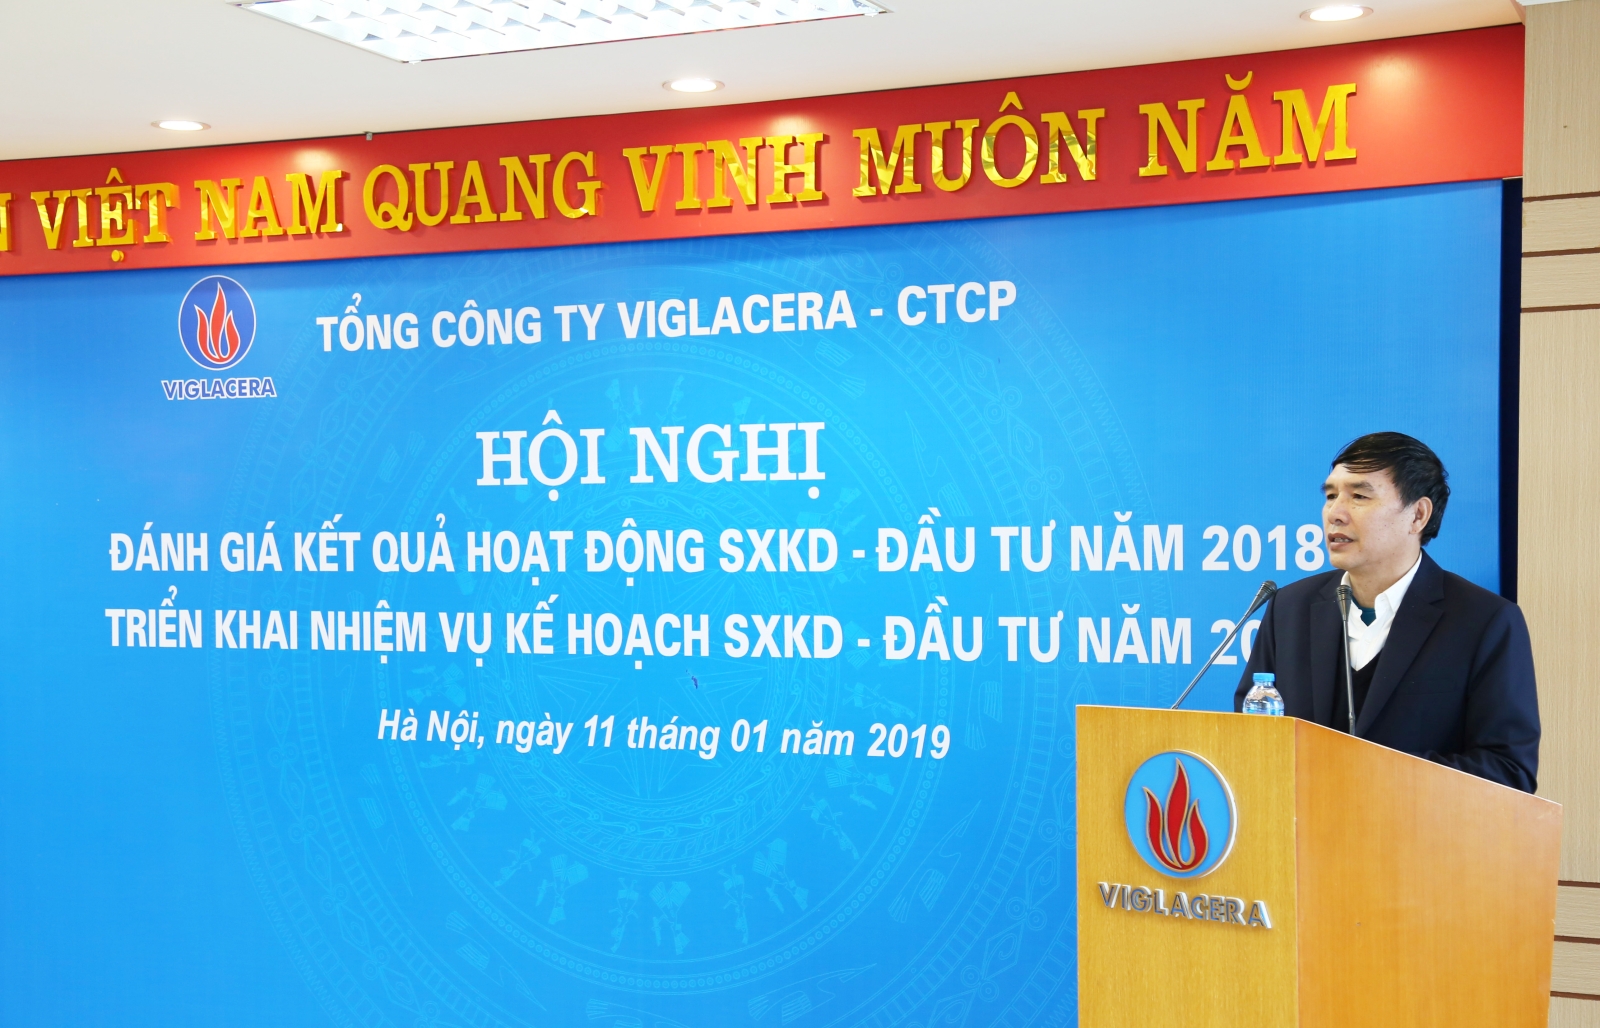 VIỆT NAM QUANG VINH MUÔN NĂM
VIGLACERA
TỔNG CÔNG TY VIGLACERA - CTCP
HỘI NGHỊ
ĐÁNH GIÁ KẾT QUẢ HOẠT ĐỘNG SXKD - ĐẦU TƯ NĂM 2018
TRIỂN KHAI NHIỆM VỤ KẾ HOẠCH SXKD - ĐẦU TƯ NĂM
Hà Nội, ngày 11 tháng 01 năm 2019
VIGLACERA